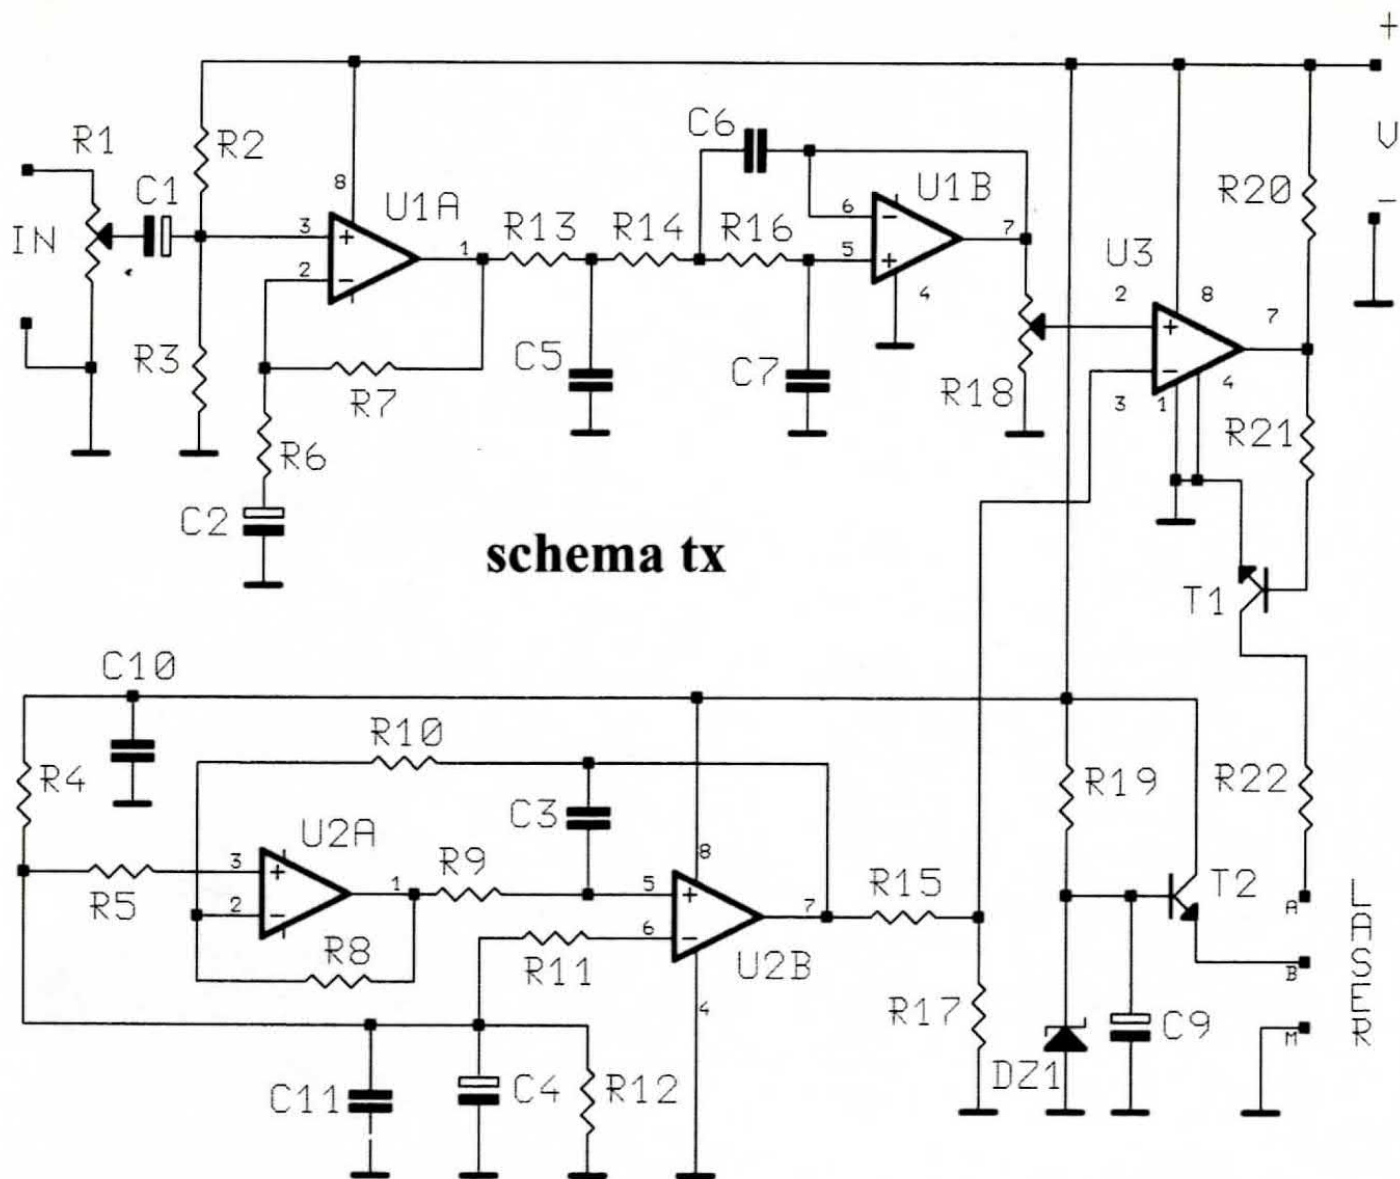 +
V
-
R1
IN
C1
R2
R3
8
3
2
U1A
1
R7
R6
C2
R13
R14
C5
C6
R16
C7
6
5
U1B
7
4
R18
U3
2
3
8
7
1
4
R20
R21
T1
schema tx
C10
R4
R5
R10
C3
U2A
3
2
1
R9
R8
R11
8
5
6
7
4
U2B
R15
R17
R19
R22
T2
A
B
M
LASER
DZ1
C9
C11
C4
R12